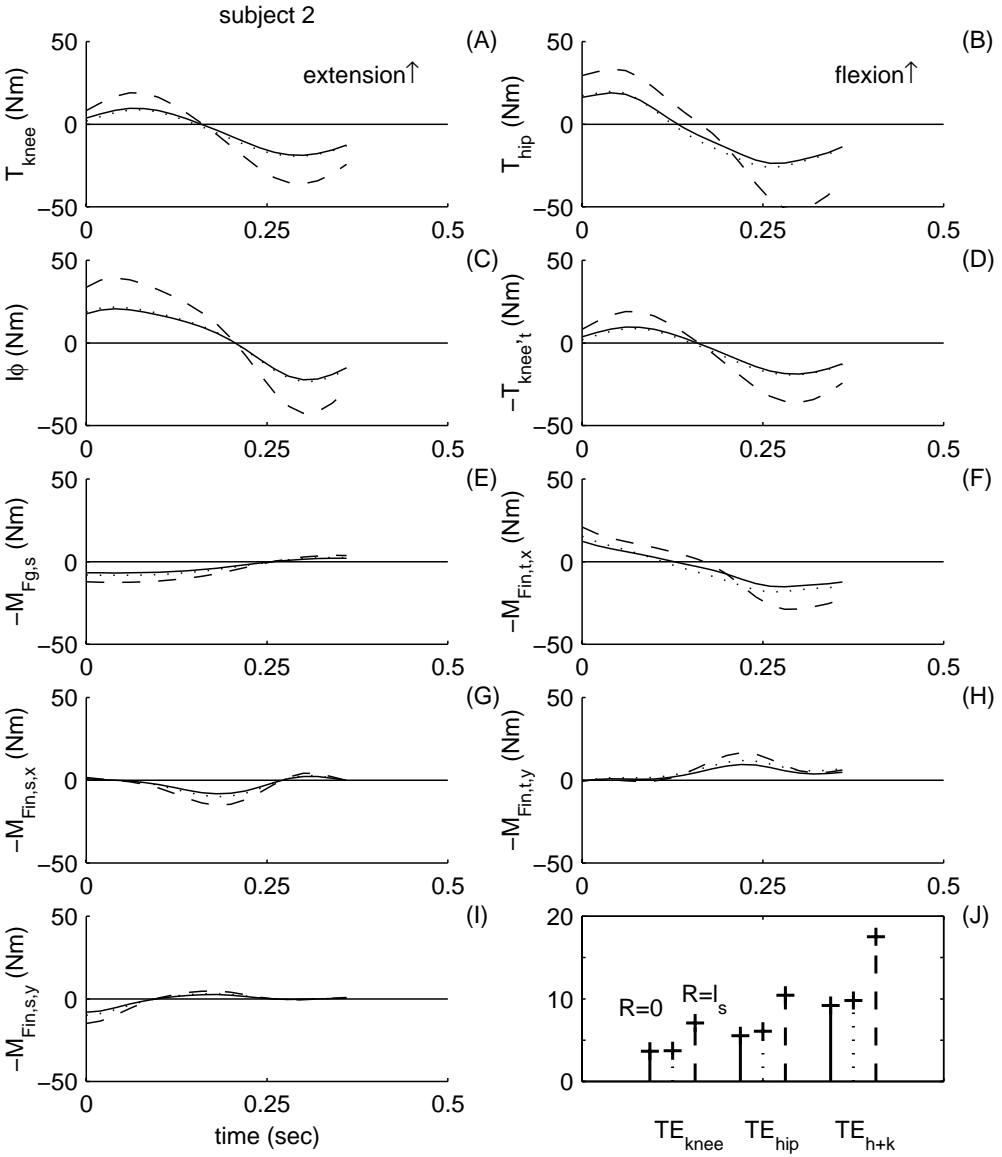 subject 2
(A)
extension↑
T_knee (Nm)
50
0
−50
0
0.25
0.5
(B)
flexion↑
T_hip (Nm)
50
0
−50
0
0.25
0.5
(C)
Iϕ (Nm)
50
0
−50
0
0.25
0.5
(D)
−T_knee't (Nm)
50
0
−50
0
0.25
0.5
(E)
−M_Fg,s (Nm)
50
0
−50
0
0.25
0.5
(F)
−M_Fin,t,x (Nm)
50
0
−50
0
0.25
0.5
(G)
−M_Fin,s,x (Nm)
50
0
−50
0
0.25
0.5
(H)
−M_Fin,t,y (Nm)
50
0
−50
0
0.25
0.5
(I)
−M_Fin,s,y (Nm)
50
0
−50
0
0.25
0.5
time (sec)
(J)
20
10
0
R=0
R=l_s
TE_knee
TE_hip
TE_h+k